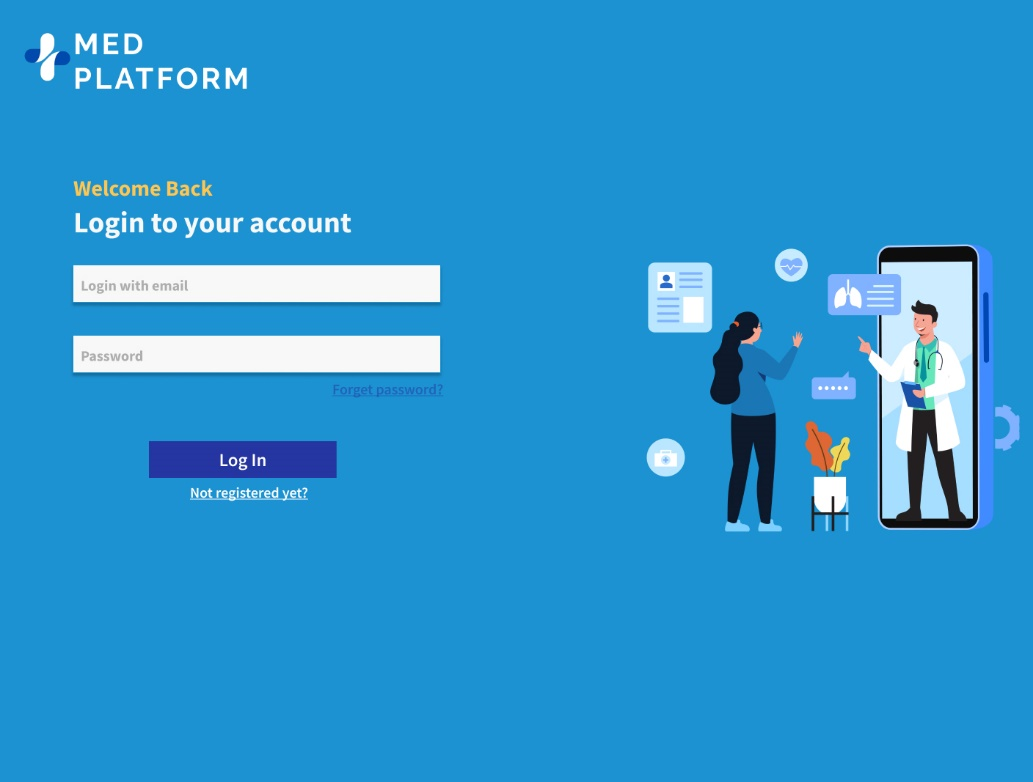 MED
PLATFORM
Welcome Back
Login to your account
Login with email
Password
Forget password?
Log In
Not registered yet?